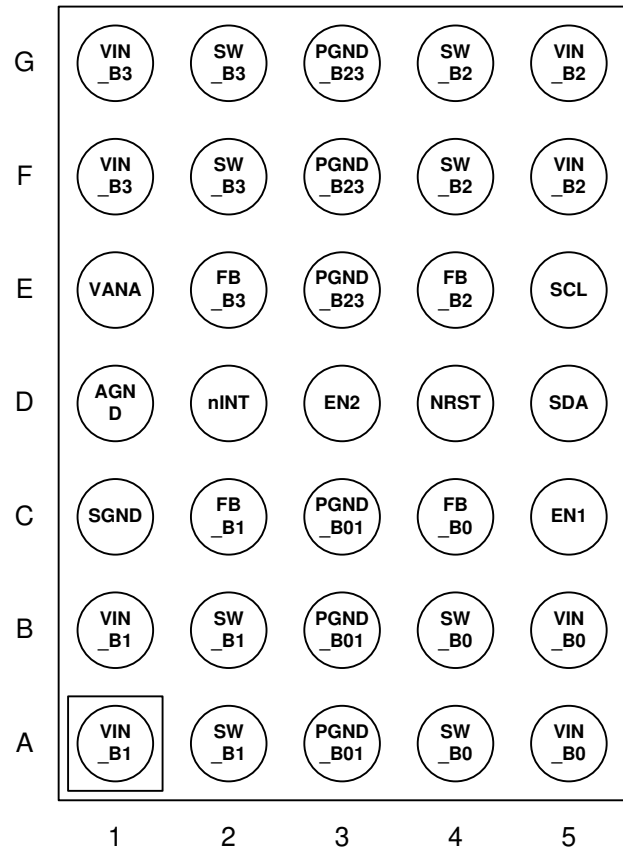 G VIN SW PGND SW VIN
_B3 _B3 _B23 _B2 _B2
F VIN SW PGND SW VIN
_B3 _B3 _B23 _B2 _B2
E VANA FB PGND FB SCL
_B3 _B23 _B2
D AGN nINT EN2 NRST SDA
D
C SGND FB PGND FB EN1
_B1 _B01 _B0
B VIN SW PGND SW VIN
_B1 _B1 _B01 _B0 _B0
A VIN SW PGND SW VIN
_B1 _B1 _B01 _B0 _B0
1 2 3 4 5